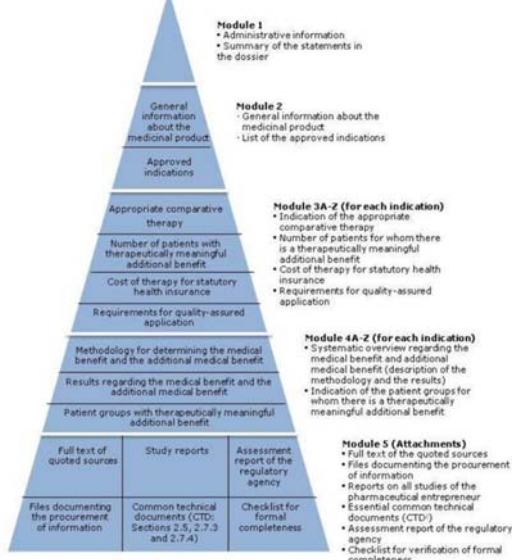 Module 1
• Administrative information
• Summary of the statements in
the dossier
General
information
about the
medicinal product
Approved
indications
Module 2
· General information about the
medicinal product
· List of the approved indications
Appropriate comparative
therapy
Number of patients with
therapeutically meaningful
additional benefit
Cost of therapy for statutory
health insurance
Requirements for quality-assured
application
Module 3A-Z (for each indication)
• Indication of the appropriate
comparative therapy
• Number of patients for whom there
is a therapeutically meaningful
additional benefit
• Cost of therapy for statutory health
insurance
• Requirements for quality-assured
application
Methodology for determining the medical
benefit and the additional medical benefit
Results regarding the medical benefit and the
additional medical benefit
Patient groups with therapeutically meaningful
additional benefit
Module 4A-Z (for each indication)
• Systematic overview regarding the
medical benefit and additional
medical benefit (description of the
methodology and the results)
• Indication of the patient groups for
whom there is a therapeutically
meaningful additional benefit
Full text of
quoted sources
Study reports
Assessment
report of the
regulatory
agency
Files documenting
the procurement
of information
Common technical
documents (CTD:
Sections 2.5, 2.7.3
and 2.7.4)
Checklist for
formal
completeness
Module 5 (Attachments)
• Full text of the quoted sources
• Files documenting the procurement
of information
• Reports on all studies of the
pharmaceutical entrepreneur
• Essential common technical
documents (CTD)
• Assessment report of the regulatory
agency
• Checklist for verification of formal
completeness